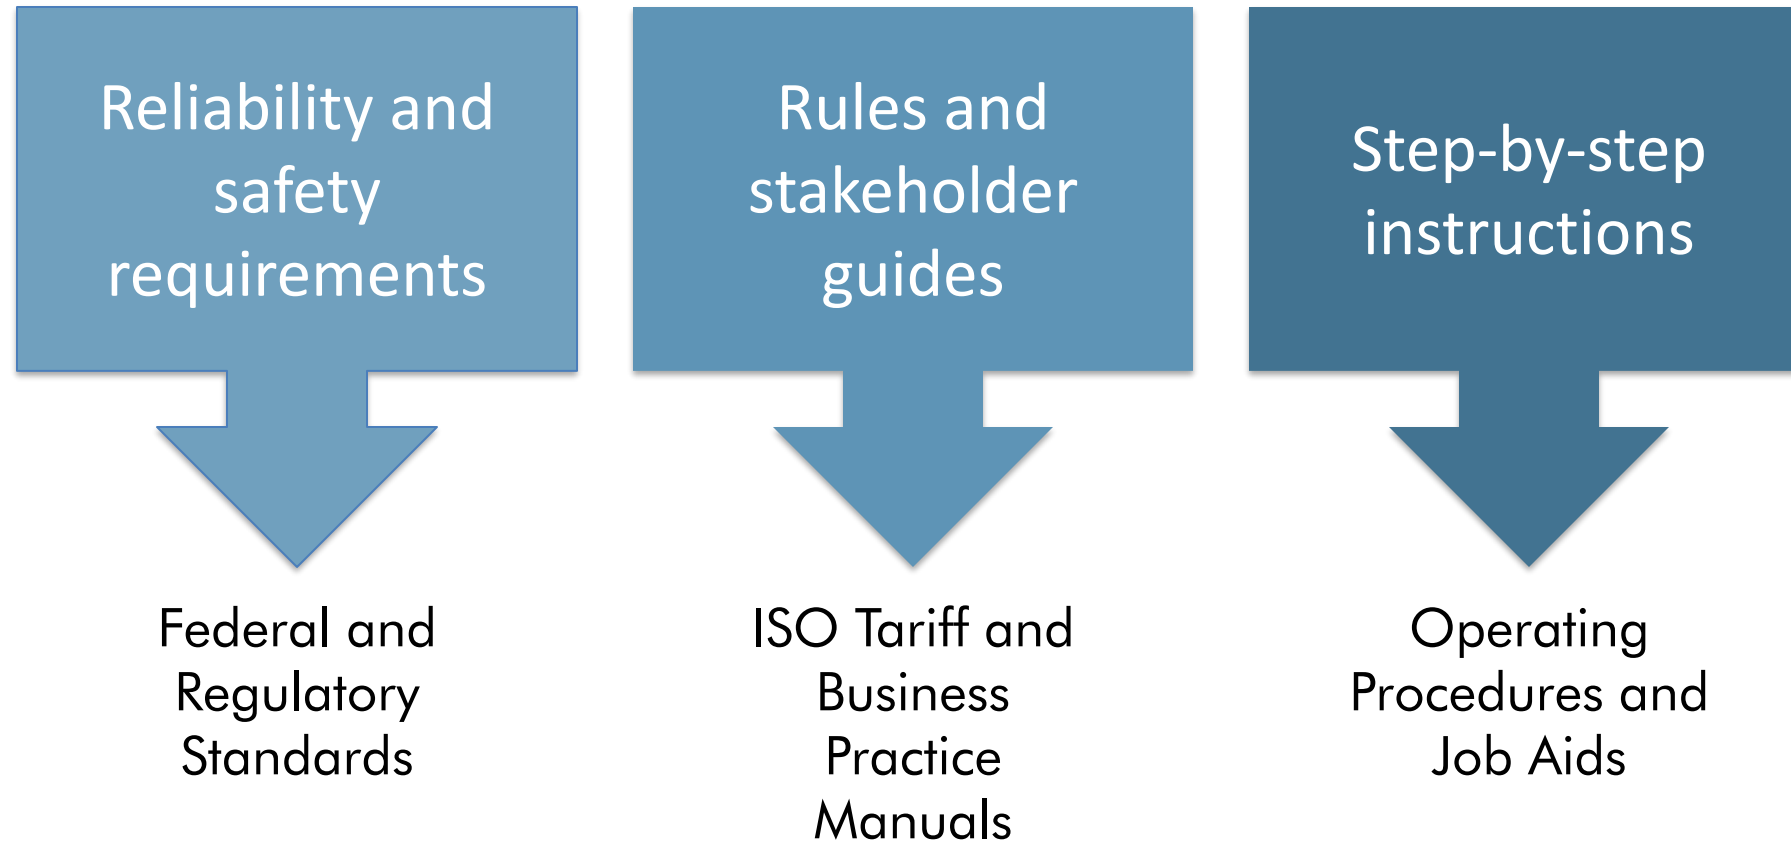 Reliability and
safety
requirements
Federal and
Regulatory
Standards
Rules and
stakeholder
guides
ISO Tariff and
Business
Practice
Manuals
Step-by-step
instructions
Operating
Procedures and
Job Aids